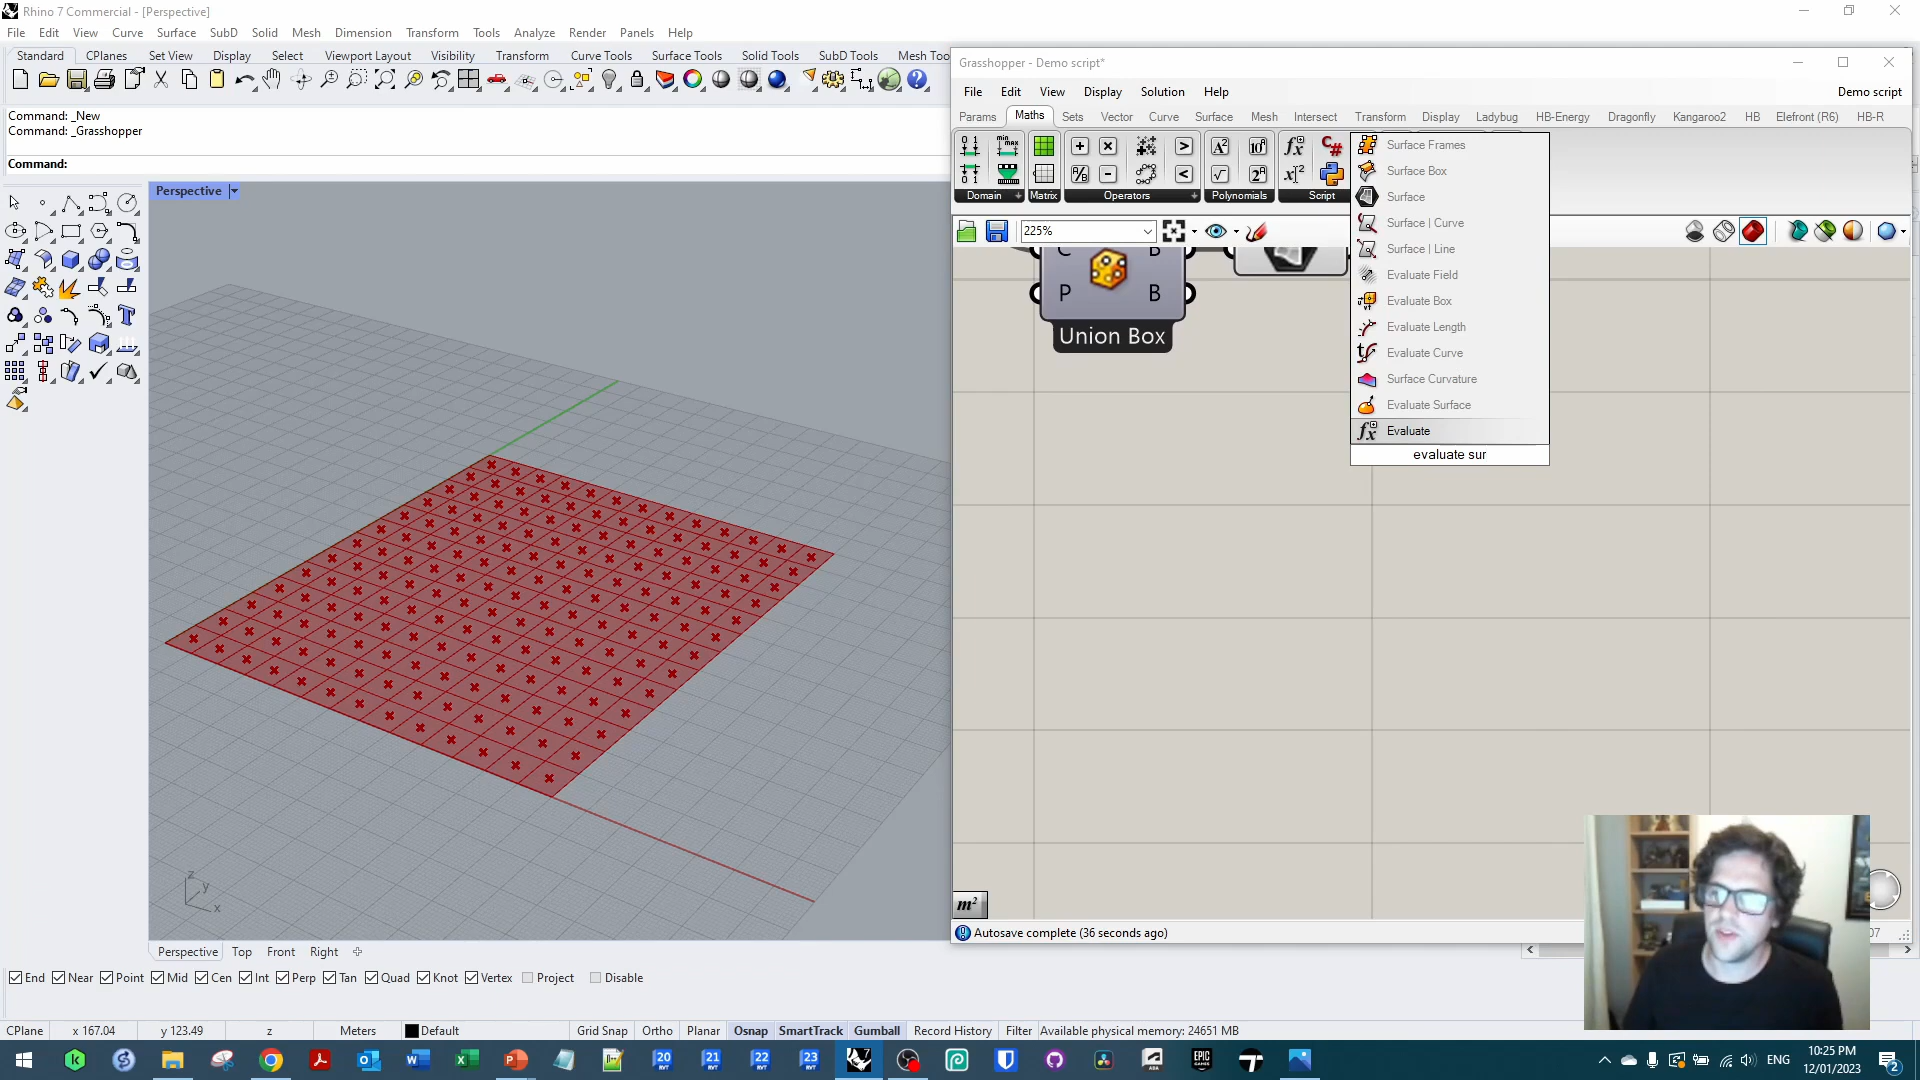 Rhino 7 Commercial - [Perspective]
File Edit View Curve Surface SubD Solid Mesh Dimension Transform Tools Analyze Render Panels Help
Standard CPlanes Set View Display Select Viewport Layout Visibility Transform Curve Tools Surface Tools Solid Tools SubD Tools Mesh Too
Command: _New
Command: _Grasshopper
Command:
Perspective
z
y
x
Perspective Top Front Right
End Near Point Mid Cen Int Perp Tan Quad Knot Vertex Project Disable
CPlane x 167.04 y 123.49 z Meters Default Grid Snap Ortho Planar Osnap SmartTrack Gumball Record History Filter Available physical memory: 24651 MB
Grasshopper - Demo script*
File Edit View Display Solution Help Demo script
Params Maths Sets Vector Curve Surface Mesh Intersect Transform Display Ladybug HB-Energy Dragonfly Kangaroo2 HB Elefront (R6) HB-R
Domain Matrix Operators Polynomials Script
225%
C B
P B
Union Box
Surface Frames
Surface Box
Surface
Surface | Curve
Surface | Line
Evaluate Field
Evaluate Box
Evaluate Length
Evaluate Curve
Surface Curvature
Evaluate Surface
Evaluate
evaluate sur
m²
Autosave complete (36 seconds ago)
07
ENG
10:25 PM
12/01/2023
2